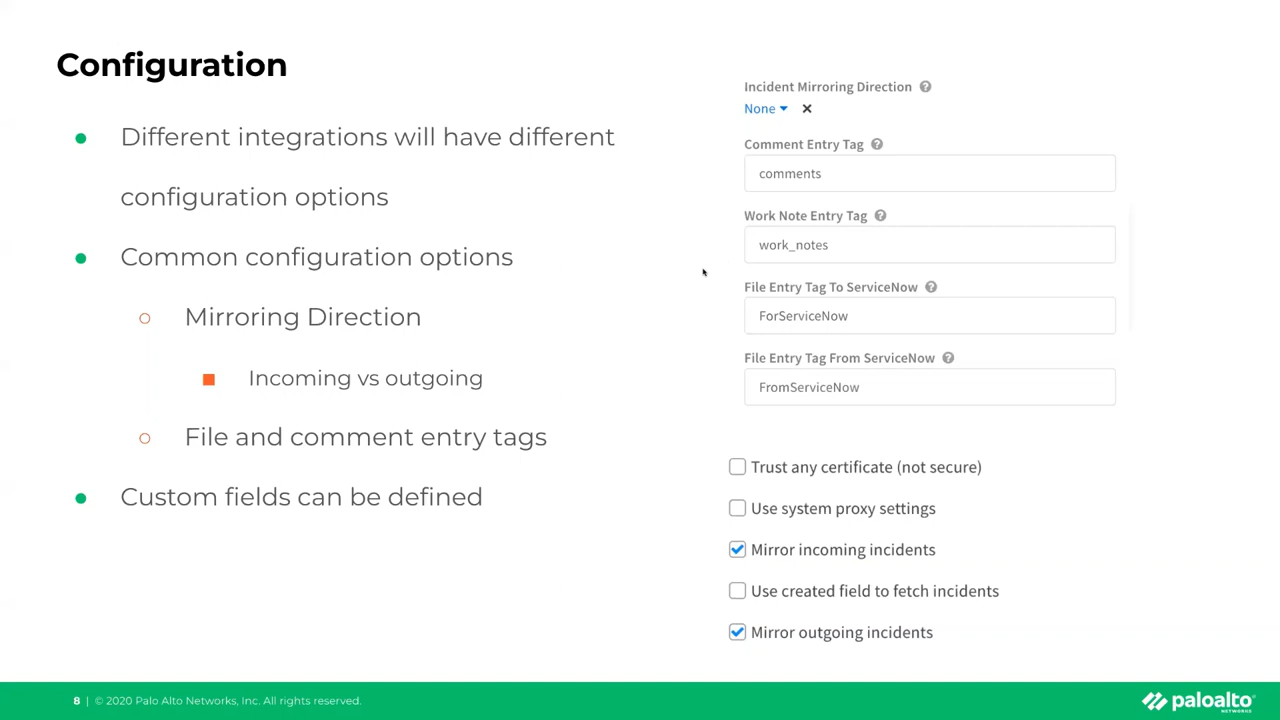 Configuration
Different integrations will have different
configuration options
Common configuration options
Mirroring Direction
Incoming vs outgoing
File and comment entry tags
Custom fields can be defined
Incident Mirroring Direction
None
Comment Entry Tag
comments
Work Note Entry Tag
work_notes
File Entry Tag To ServiceNow
ForServiceNow
File Entry Tag From ServiceNow
FromServiceNow
Trust any certificate (not secure)
Use system proxy settings
Mirror incoming incidents
Use created field to fetch incidents
Mirror outgoing incidents
8 | © 2020 Palo Alto Networks, Inc. All rights reserved.
paloalto
NETWORKS